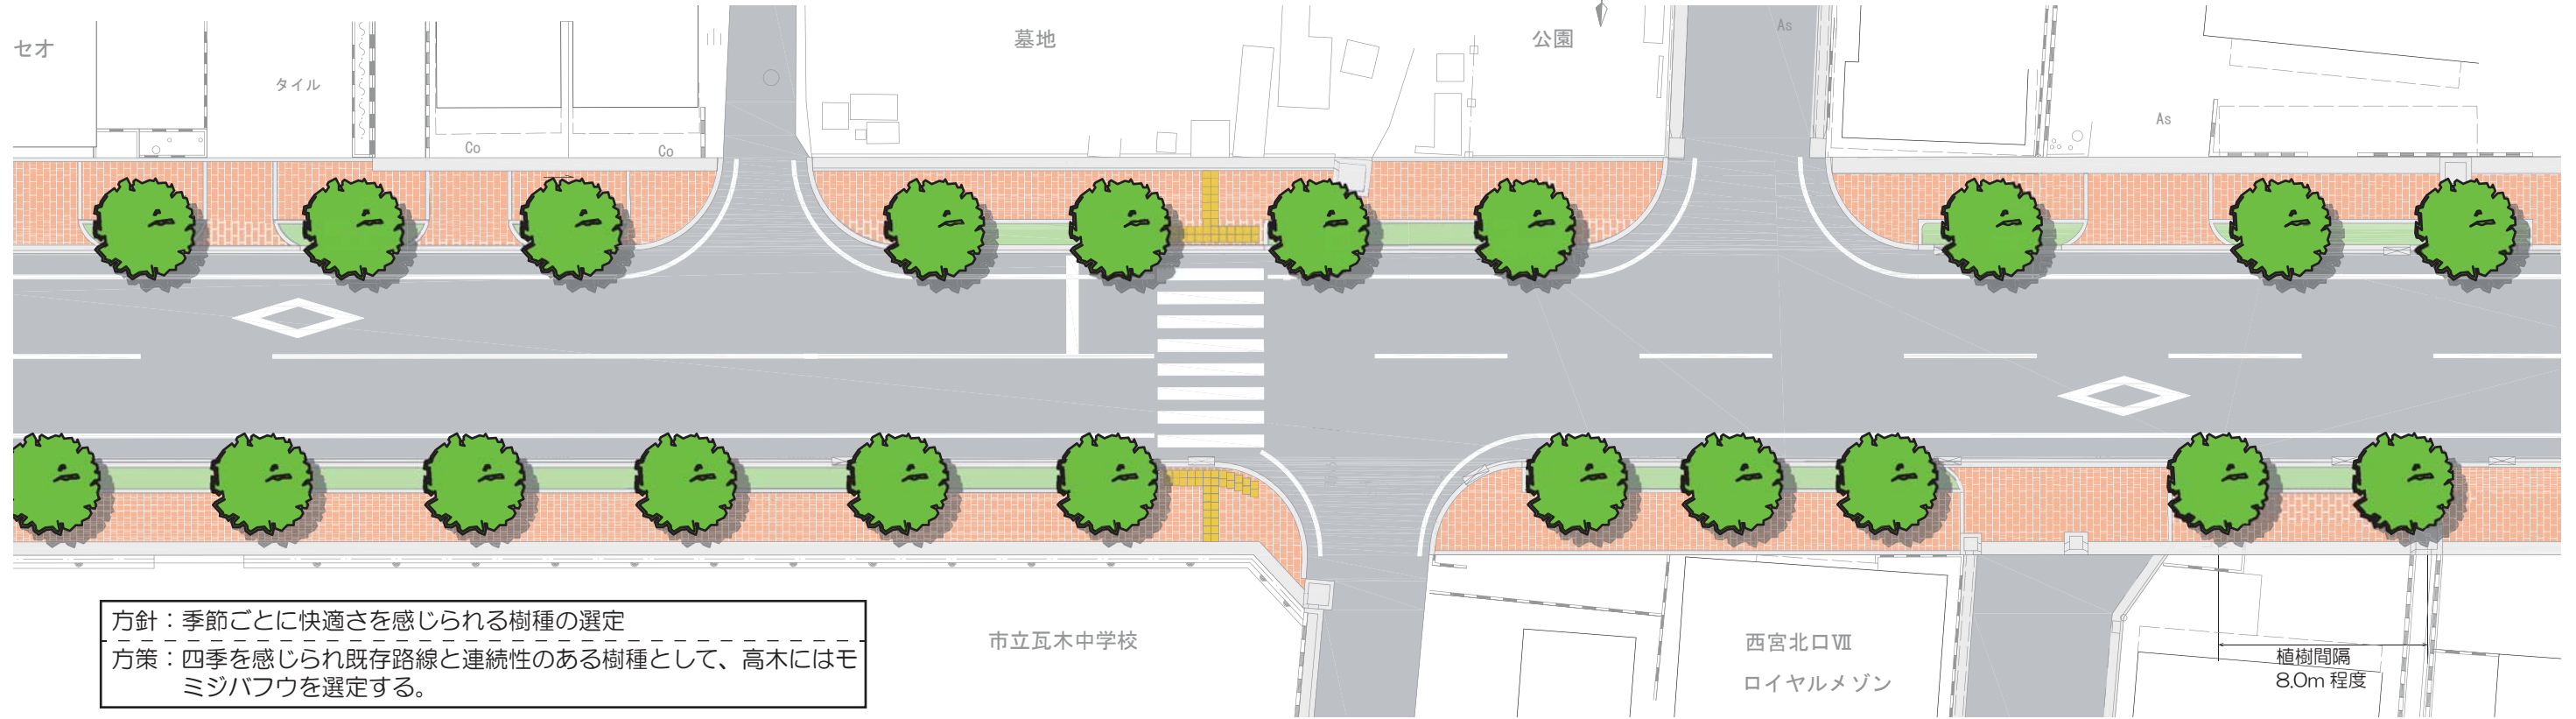 セオ
タイル
Co
Co
墓地
公園
As
As
方針：季節ごとに快適さを感じられる樹種の選定
方策：四季を感じられ既存路線と連続性のある樹種として、高木にはモ
ミジバフウを選定する。
市立瓦木中学校
西宮北口Ⅶ
ロイヤルメゾン
植樹間隔
8.0m 程度